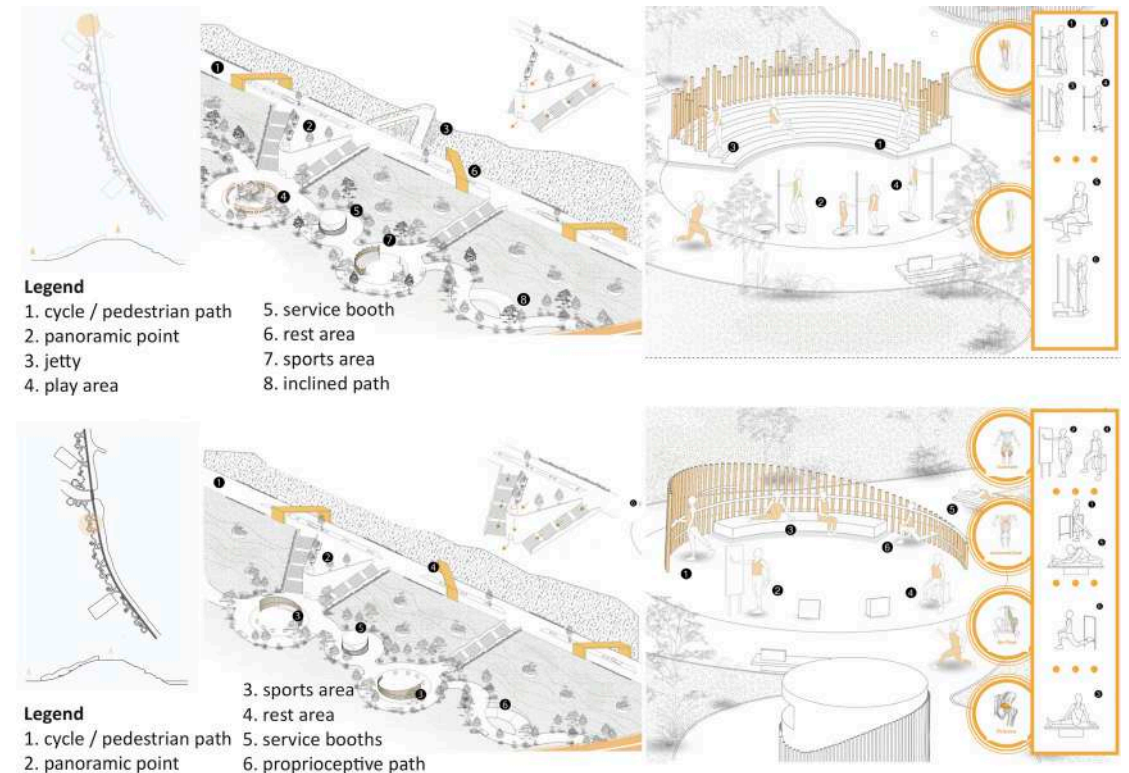 Legend
1. cycle / pedestrian path
2. panoramic point
3. jetty
4. play area
5. service booth
6. rest area
7. sports area
8. inclined path
Legend
1. cycle / pedestrian path
2. panoramic point
3. sports area
4. rest area
5. service booths
6. proprioceptive path